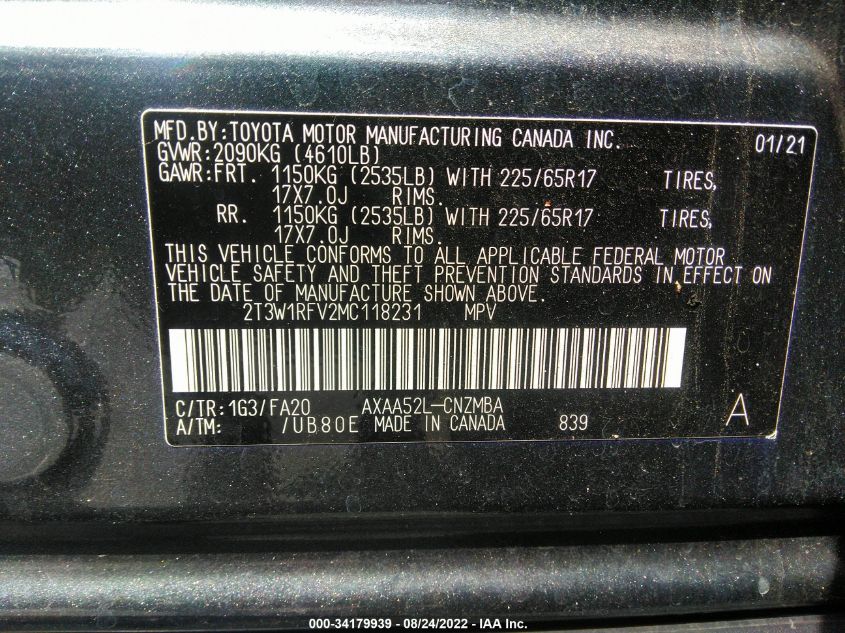 MFD.BY:TOYOTA MOTOR MANUFACTURING CANADA INC. 01/21
GVWR:2090KG (4610LB)
GAWR:FRT. 1150KG (2535LB) WITH 225/65R17 TIRES,
17X7.0J RIMS.
RR. 1150KG (2535LB) WITH 225/65R17 TIRES,
17X7.0J RIMS.
THIS VEHICLE CONFORMS TO ALL APPLICABLE FEDERAL MOTOR
VEHICLE SAFETY AND THEFT PREVENTION STANDARDS IN EFFECT ON
THE DATE OF MANUFACTURE SHOWN ABOVE.
2T3W1RFV2MC118231 MPV
C/TR:1G3/FA20 AXAA52L-CNZMBA A
A/TM: /UB80E MADE IN CANADA 839
000-34179939 - 08/24/2022 - IAA Inc.